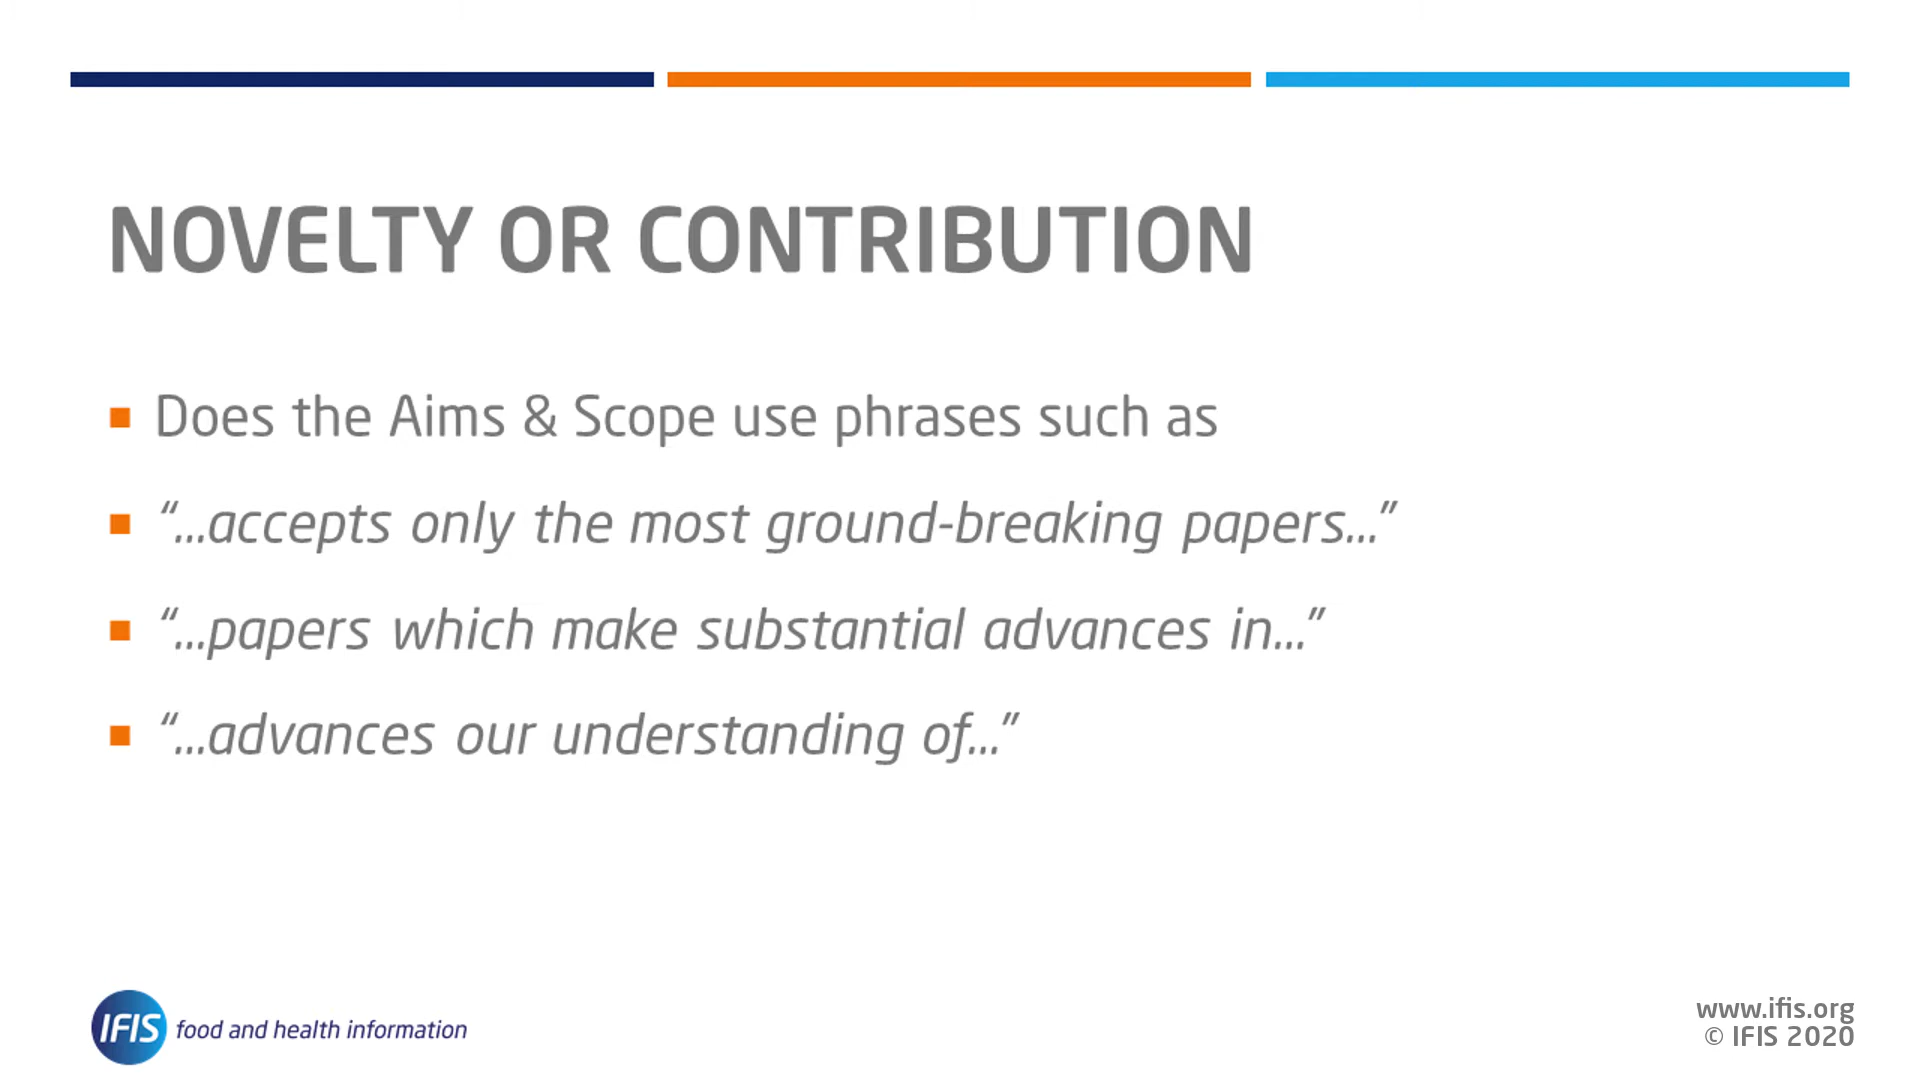 NOVELTY OR CONTRIBUTION
Does the Aims & Scope use phrases such as
“...accepts only the most ground-breaking papers...”
“...papers which make substantial advances in...”
“...advances our understanding of...”
IFIS food and health information
www.ifis.org
© IFIS 2020